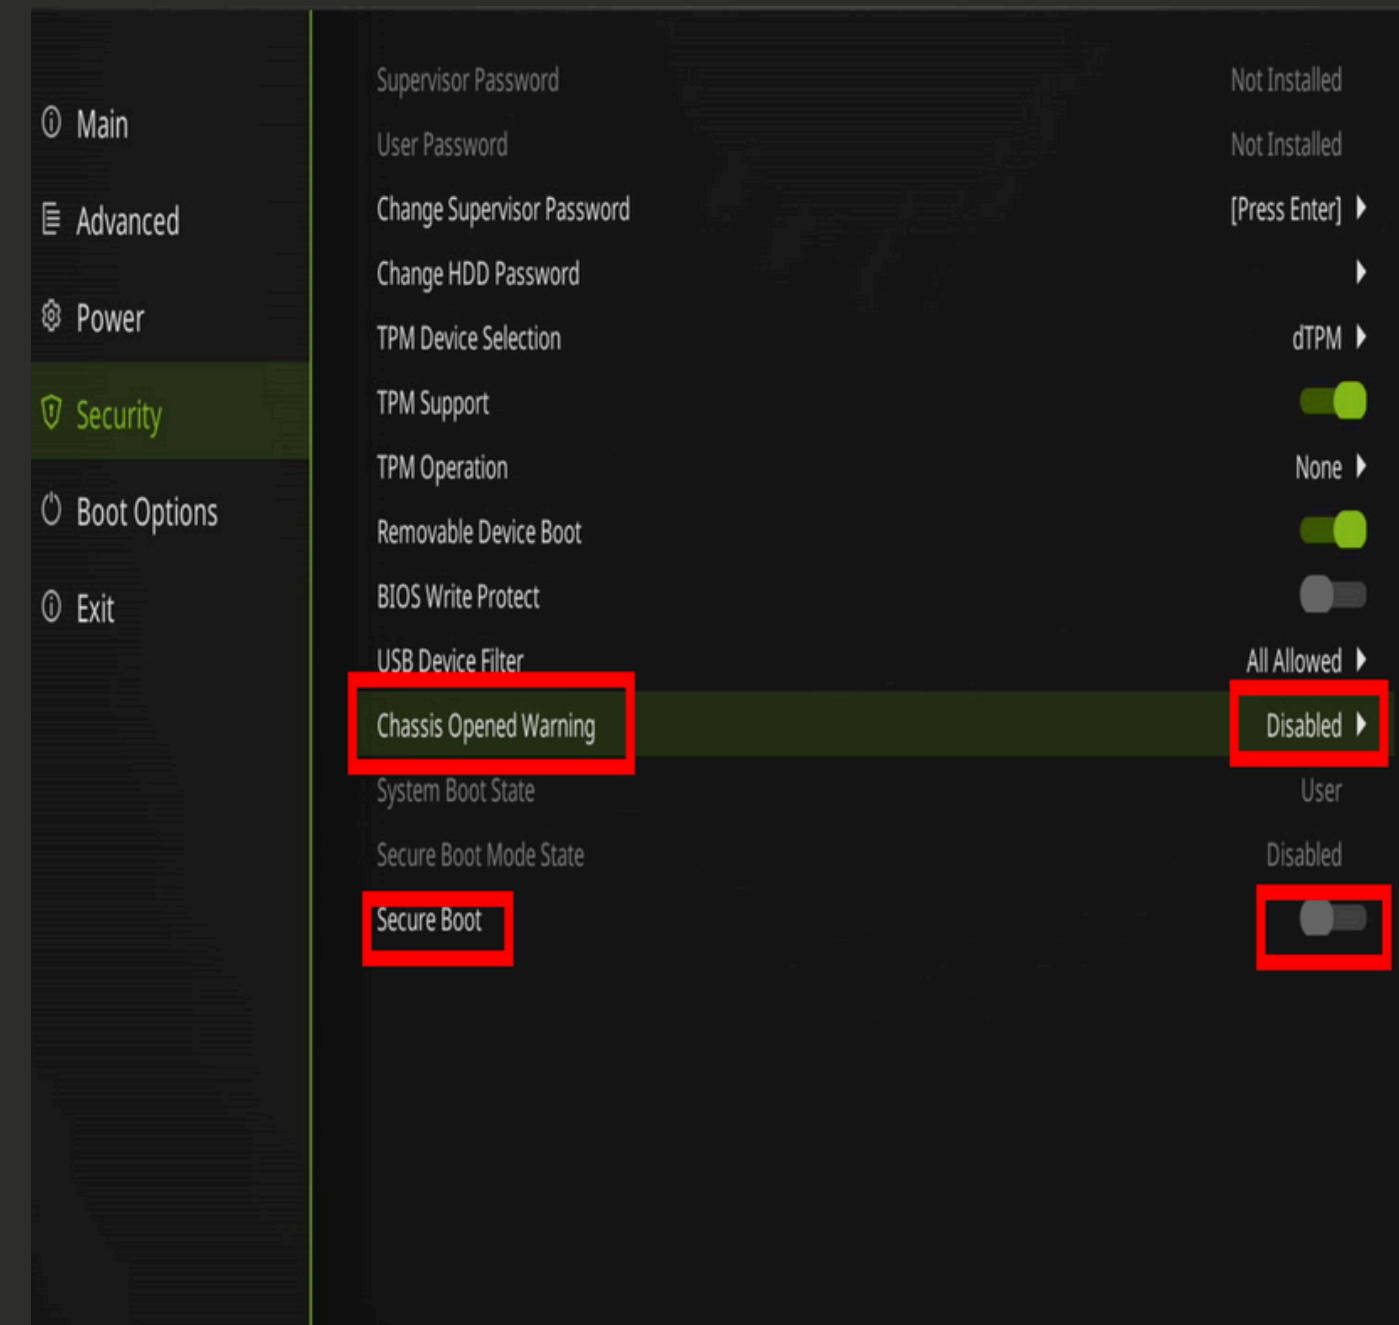 Main
Advanced
Power
Security
Boot Options
Exit
Supervisor Password Not Installed
User Password Not Installed
Change Supervisor Password [Press Enter]
Change HDD Password
TPM Device Selection dTPM
TPM Support
TPM Operation None
Removable Device Boot
BIOS Write Protect
USB Device Filter All Allowed
Chassis Opened Warning Disabled
System Boot State User
Secure Boot Mode State Disabled
Secure Boot